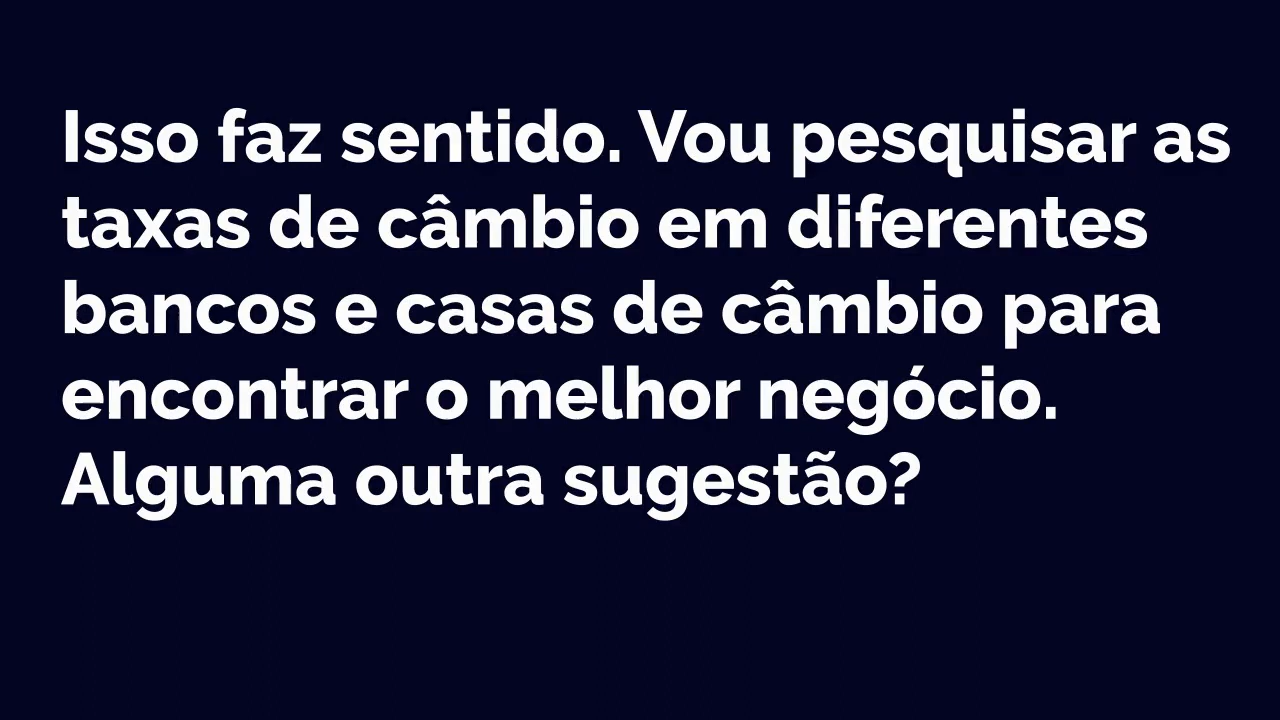 Isso faz sentido. Vou pesquisar as
taxas de câmbio em diferentes
bancos e casas de câmbio para
encontrar o melhor negócio.
Alguma outra sugestão?